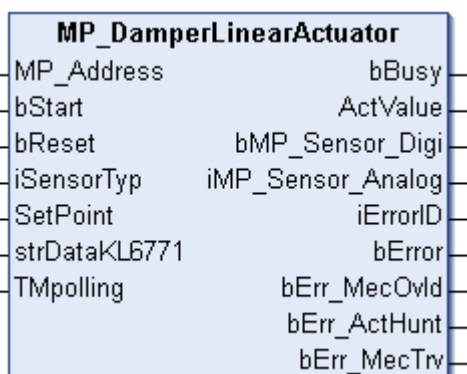 MP_DamperLinearActuator
MP_Address bBusy
bStart ActValue
bReset bMP_Sensor_Digi
iSensorTyp iMP_Sensor_Analog
SetPoint iErrorID
strDataKL6771 bError
TMpolling bErr_MecOvld
bErr_ActHunt
bErr_MecTrv